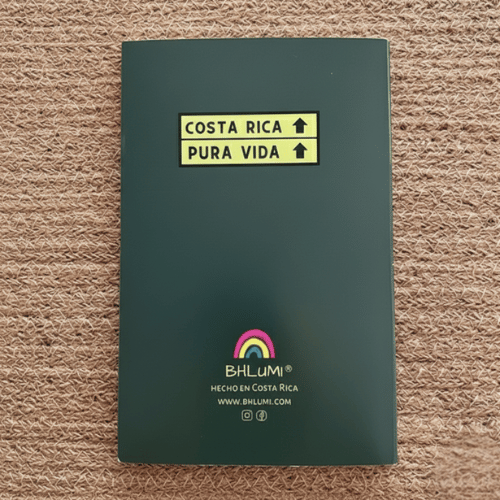 COSTA RICA ⬆
PURA VIDA ⬆
BHLUMI®
HECHO EN COSTA RICA
WWW.BHLUMI.COM